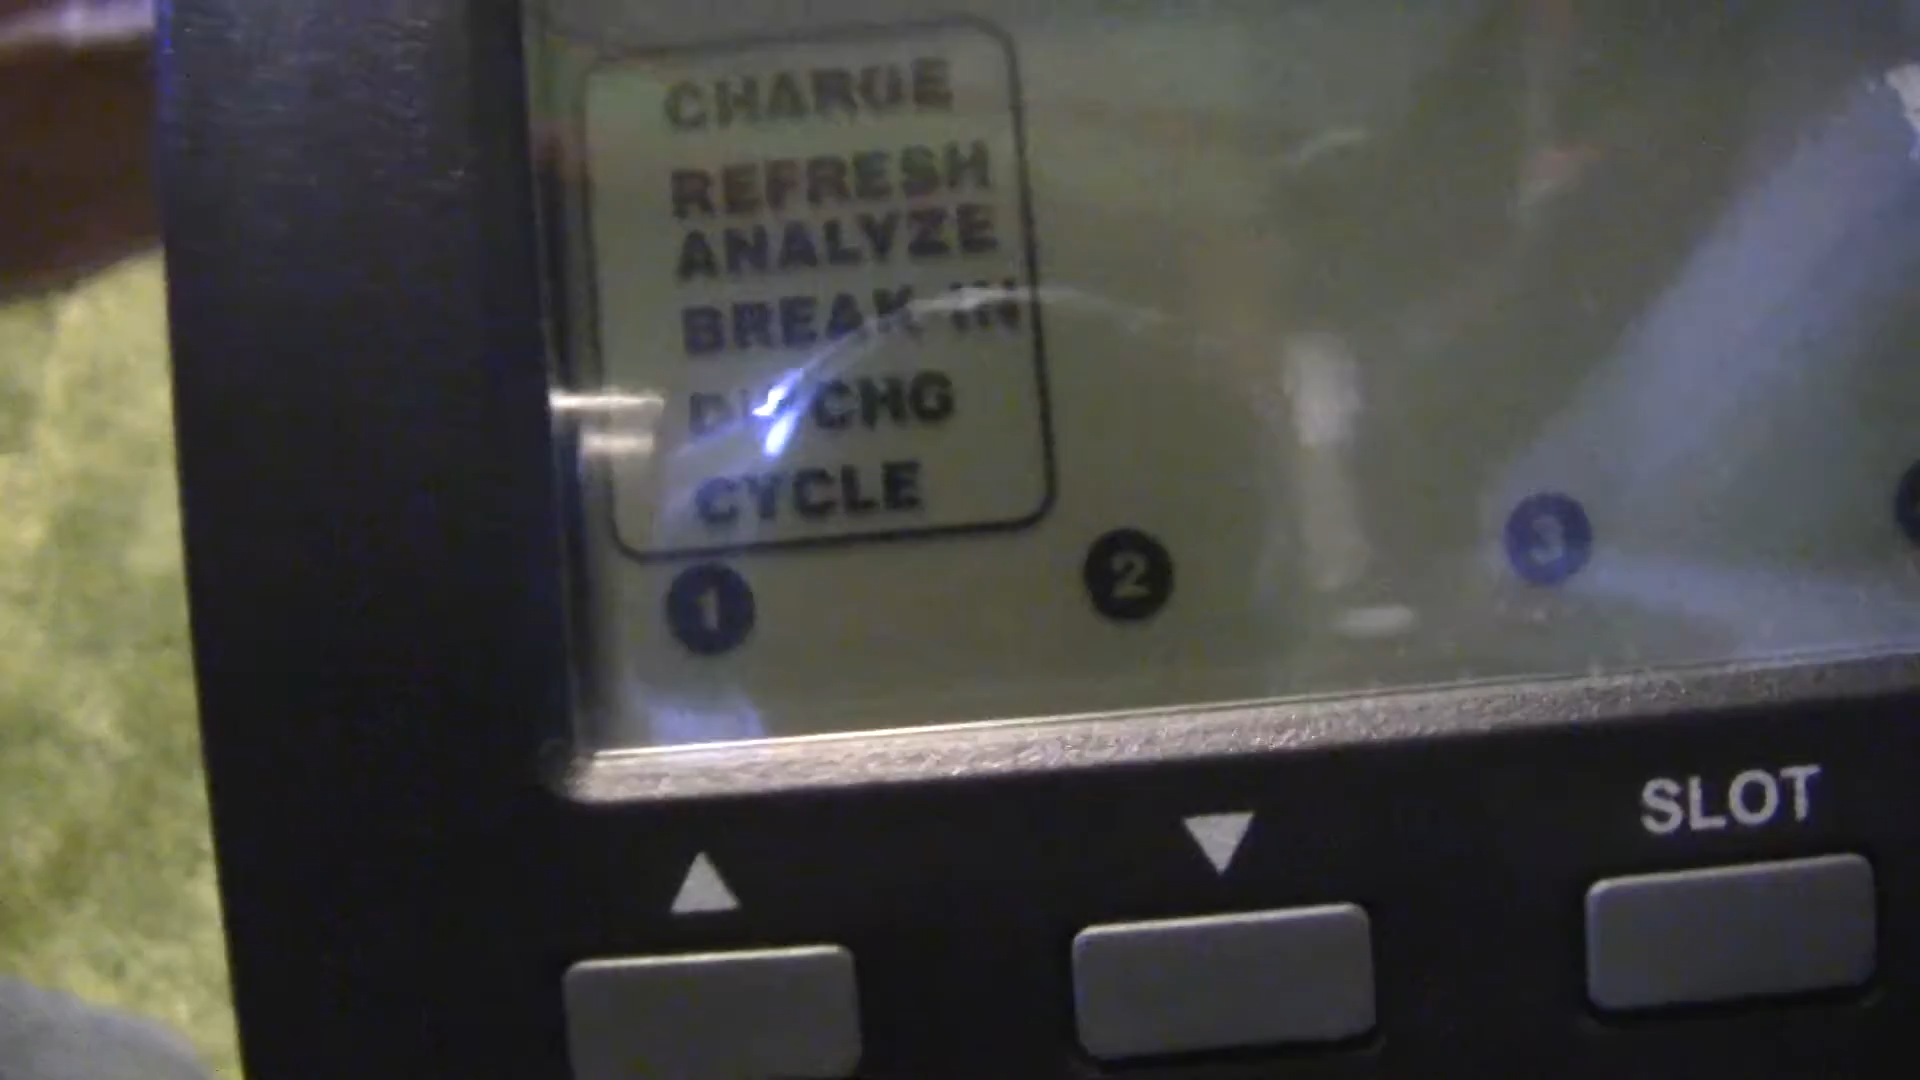 CHARGE
REFRESH
ANALYZE
BREAK-IN
CHG
CYCLE
1 2 3
SLOT